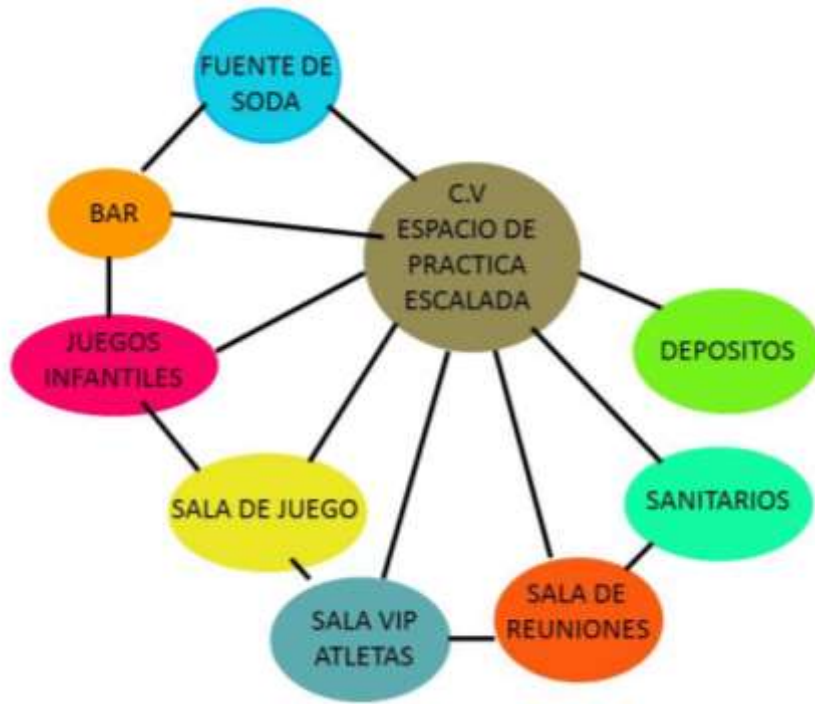 FUENTE DE
SODA
C.V
ESPACIO DE
PRACTICA
ESCALADA
BAR
JUEGOS
INFANTILES
DEPOSITOS
SALA DE JUEGO
SANITARIOS
SALA VIP
ATLETAS
SALA DE
REUNIONES